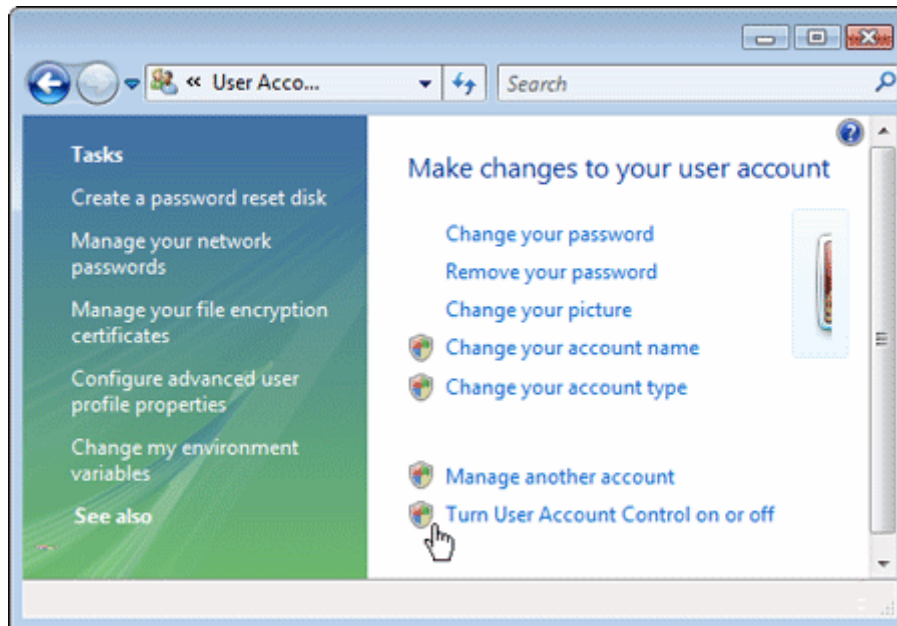 « User Acco...
Search
Tasks
Create a password reset disk
Manage your network
passwords
Manage your file encryption
certificates
Configure advanced user
profile properties
Change my environment
variables
See also
Make changes to your user account
Change your password
Remove your password
Change your picture
Change your account name
Change your account type
Manage another account
Turn User Account Control on or off